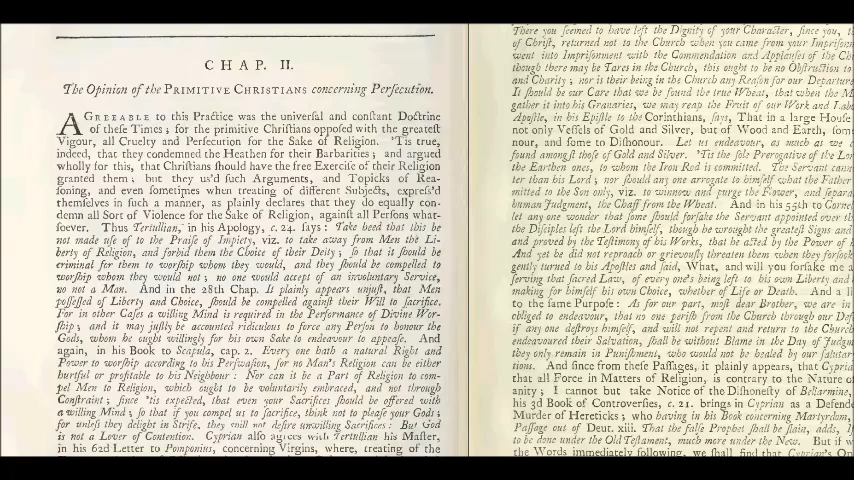 CHAP. II.
The Opinion of the PRIMITIVE CHRISTIANS concerning Persecution.
AGREEABLE to this Practice was the universal and constant Doctrine
of these Times; for the primitive Christians opposed with the greatest
Vigour, all Cruelty and Persecution for the Sake of Religion. 'Tis true,
indeed, that they condemned the Heathen for their Barbarities; and argued
wholly for this, that Christians should have the free Exercise of their Religion
granted them; but they us'd such Arguments, and Topicks of Rea-
soning, and even sometimes when treating of different Subjects, express'd
themselves in such a manner, as plainly declares that they do equally con-
demn all Sort of Violence for the Sake of Religion, against all Persons what-
soever. Thus Tertullian, in his Apology, c. 24. says: Take heed that this be
not made use of to the Praise of Impiety, viz. to take away from Men the Li-
berty of Religion, and forbid them the Choice of their Deity; so that it should be
criminal for them to worship whom they would, and they should be compelled to
worship whom they would not; no one would accept of an involuntary Service,
no not a Man. And in the 28th Chap. It plainly appears unjust, that Men
possessed of Liberty and Choice, should be compelled against their Will to sacrifice.
For in other Cases a willing Mind is required in the Performance of Divine Wor-
ship; and it may justly be accounted ridiculous to force any Person to honour the
Gods, whom he ought willingly for his own Sake to endeavour to appease. And
again, in his Book to Scapula, cap. 2. Every one hath a natural Right and
Power to worship according to his Perswasion, for no Man's Religion can be either
hurtful or profitable to his Neighbour: Nor can it be a Part of Religion to com-
pel Men to Religion, which ought to be voluntarily embraced, and not through
Constraint; since 'tis expected, that even your Sacrifices should be offered with
a willing Mind; so that if you compel us to sacrifice, think not to please your Gods;
for unless they delight in Strife, they will not desire unwilling Sacrifices: But God
is not a Lover of Contention. Cyprian also agrees with Tertullian his Master,
in his 62d Letter to Pomponius, concerning Virgins, where, treating of the
There you seemed to have left the Dignity of your Character, since you, t
of Christ, returned not to the Church when you came from your Imprison
went into Imprisonment with the Commendation and Applauses of the Ch
though there may be Tares in the Church, this ought to be no Obstruction to
and Charity; nor is their being in the Church any Reason for our Departure
It should be our Care that we be found the true Wheat, that when the M
gather it into his Granaries, we may reap the Fruit of our Work and Labo
Apostle, in his Epistle to the Corinthians, says, That in a large House
not only Vessels of Gold and Silver, but of Wood and Earth, som
nour, and some to Dishonour. Let us endeavour, as much as we c
found amongst those of Gold and Silver. 'Tis the sole Prerogative of the Lor
the Earthen ones, to whom the Iron Rod is committed. The Servant cann
ter than his Lord; nor should any one arrogate to himself what the Father
mitted to the Son only, viz. to winnow and purge the Flower, and separa
human Judgment, the Chaff from the Wheat. And in his 55th to Corne
let any one wonder that some should forsake the Servant appointed over th
the Disciples left the Lord himself, though he wrought the greatest Signs and
and proved by the Testimony of his Works, that he acted by the Power of
And yet be did not reproach or grievously threaten them when they forsook
gently turned to his Apostles and said, What, and will you forsake me a
serving that sacred Law, of every one's being left to his own Liberty and
making for himself his own Choice, whether of Life or Death. And a l
to the same Purpose: As for our part, most dear Brother, we are in
obliged to endeavour, that no one perish from the Church through our Def
if any one destroys himself, and will not repent and return to the Church
endeavoured their Salvation, shall be without Blame in the Day of Judgm
they only remain in Punishment, who would not be healed by our salutar
tions. And since from these Passages, it plainly appears, that Cypria
that all Force in Matters of Religion, is contrary to the Nature o
anity; I cannot but take Notice of the Dishonesty of Bellarmine,
his 3d Book of Controversies, c. 21. brings in Cyprian as a Defende
Murder of Hereticks; who having in his Book concerning Martyrdom,
Passage out of Deut. xiii. That the false Prophet shall be slain, adds, I
to be done under the Old Testament, much more under the New. But if w
the Words immediately following, we shall find that Cyprian's Op